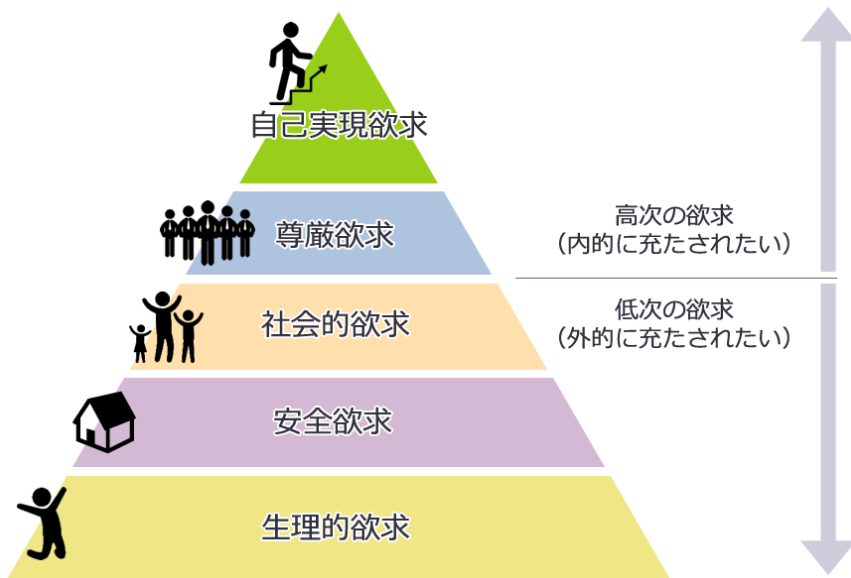 自己実現欲求
尊厳欲求
社会的欲求
安全欲求
生理的欲求
高次の欲求
（内的に充たされたい）
低次の欲求
（外的に充たされたい）